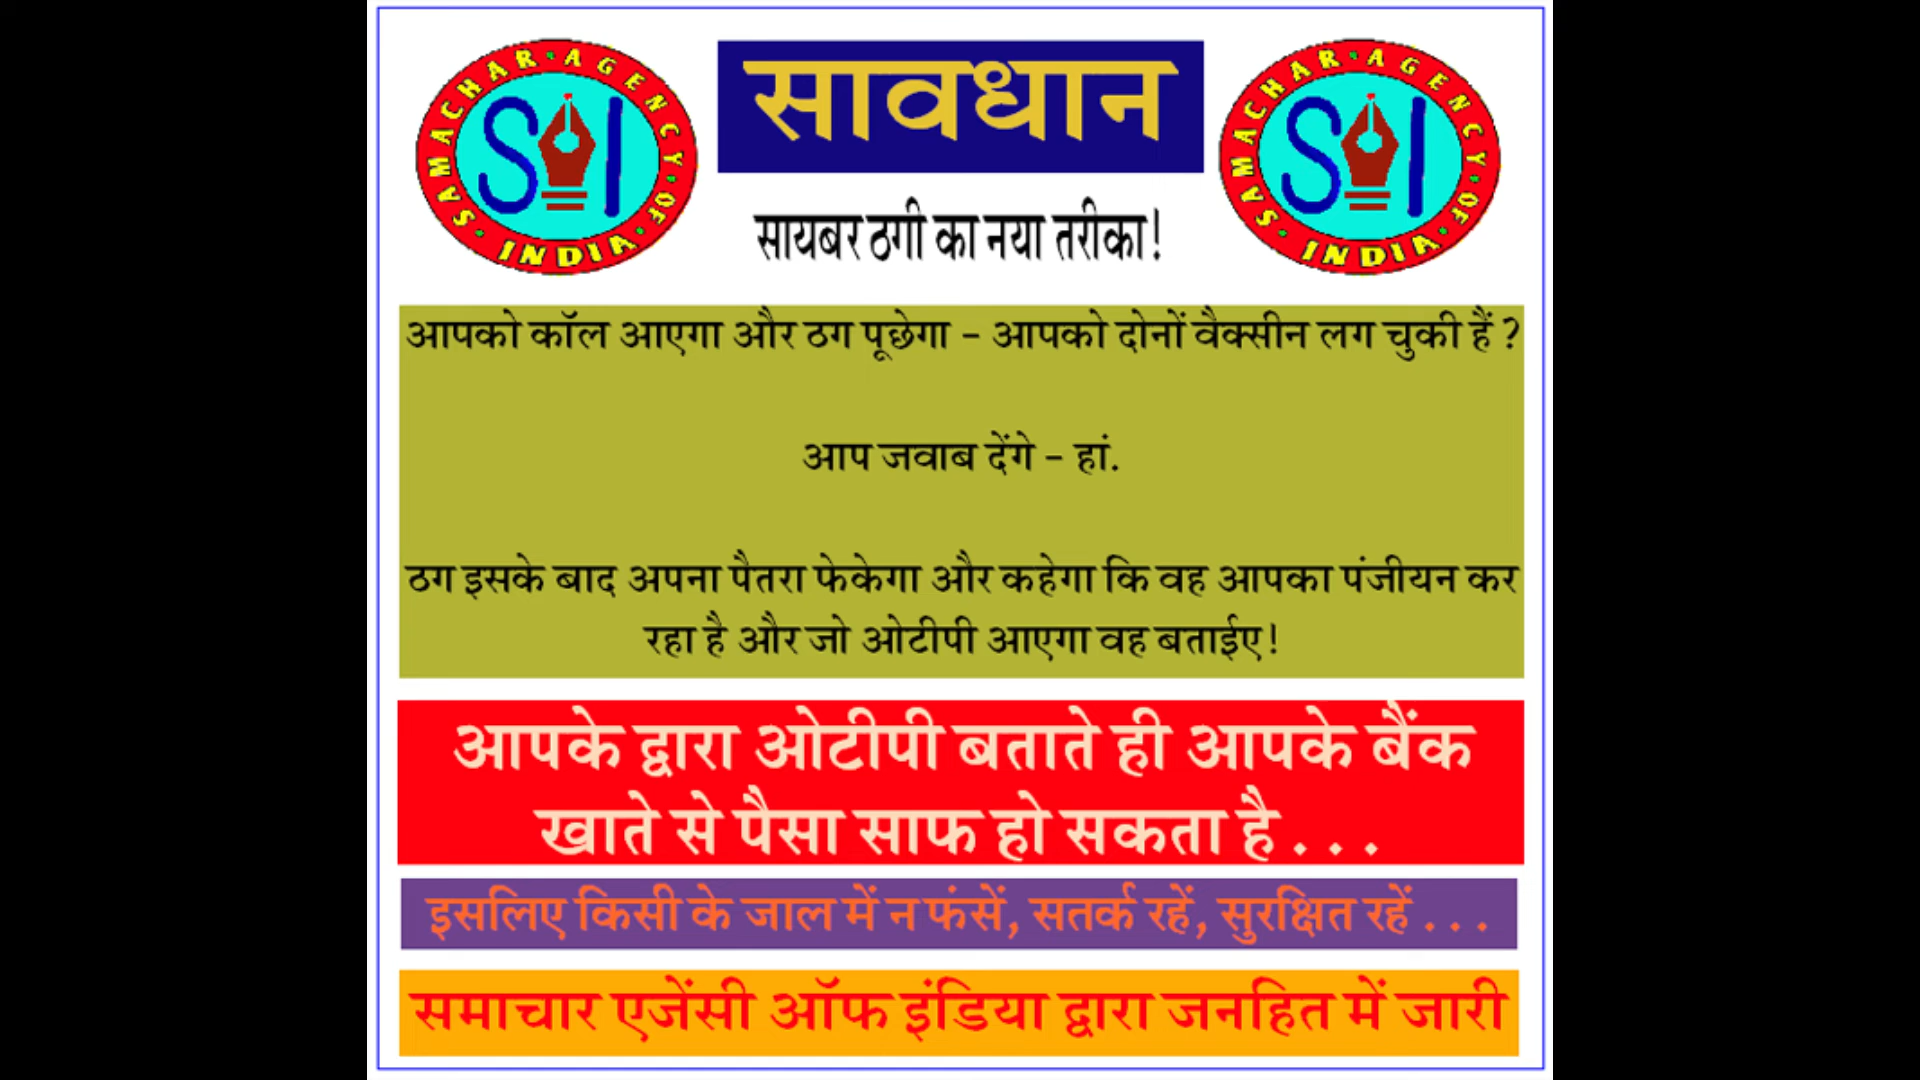 SAMACHAR · AGENCY · OF · INDIA ·
SAI
सावधान
SAMACHAR · AGENCY · OF · INDIA ·
SAI
सायबर ठगी का नया तरीका!
आपको कॉल आएगा और ठग पूछेगा – आपको दोनों वैक्सीन लग चुकी हैं ?
आप जवाब देंगे – हां.
ठग इसके बाद अपना पैतरा फेकेगा और कहेगा कि वह आपका पंजीयन कर
रहा है और जो ओटीपी आएगा वह बताईए!
आपके द्वारा ओटीपी बताते ही आपके बैंक
खाते से पैसा साफ हो सकता है . . .
इसलिए किसी के जाल में न फंसें, सतर्क रहें, सुरक्षित रहें . . .
समाचार एजेंसी ऑफ इंडिया द्वारा जनहित में जारी